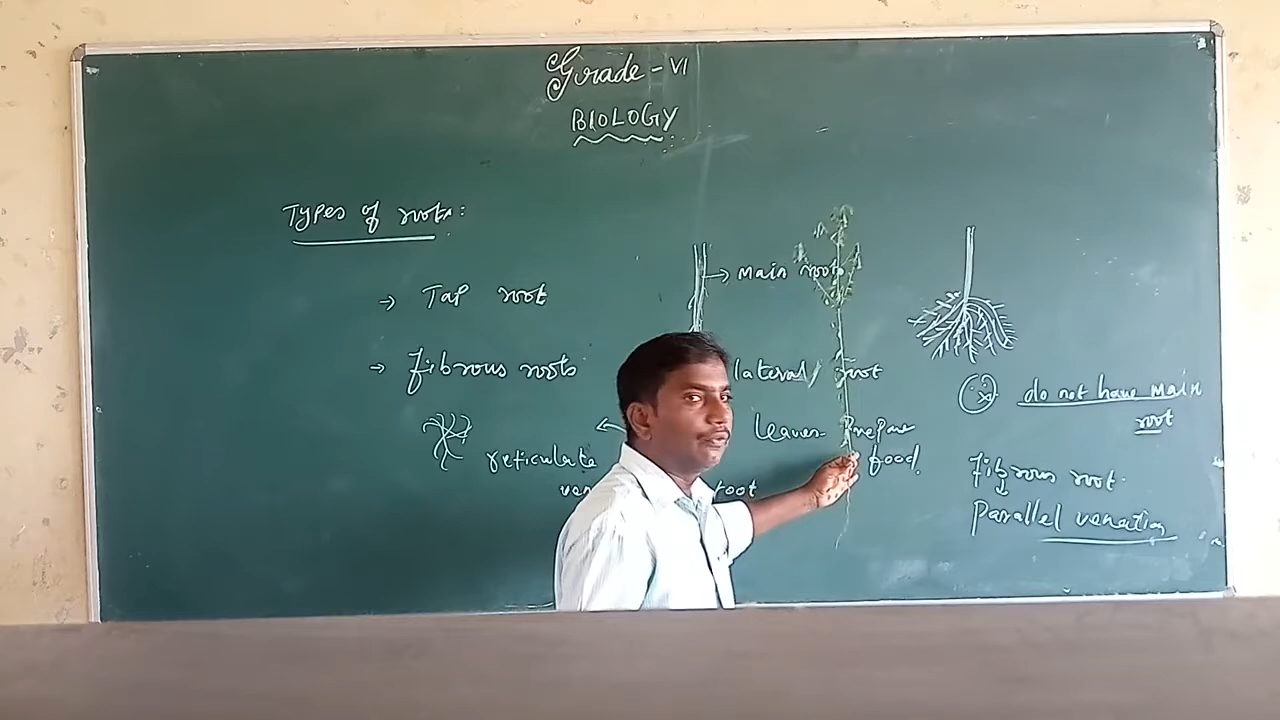 Grade - VI
BIOLOGY
Types of roots:
→ Tap root
→ Main root
→ fibrous roots
lateral root
reticulate
root
leaves prepare
food.
do not have main
root
Fibrous root.
Parallel venation